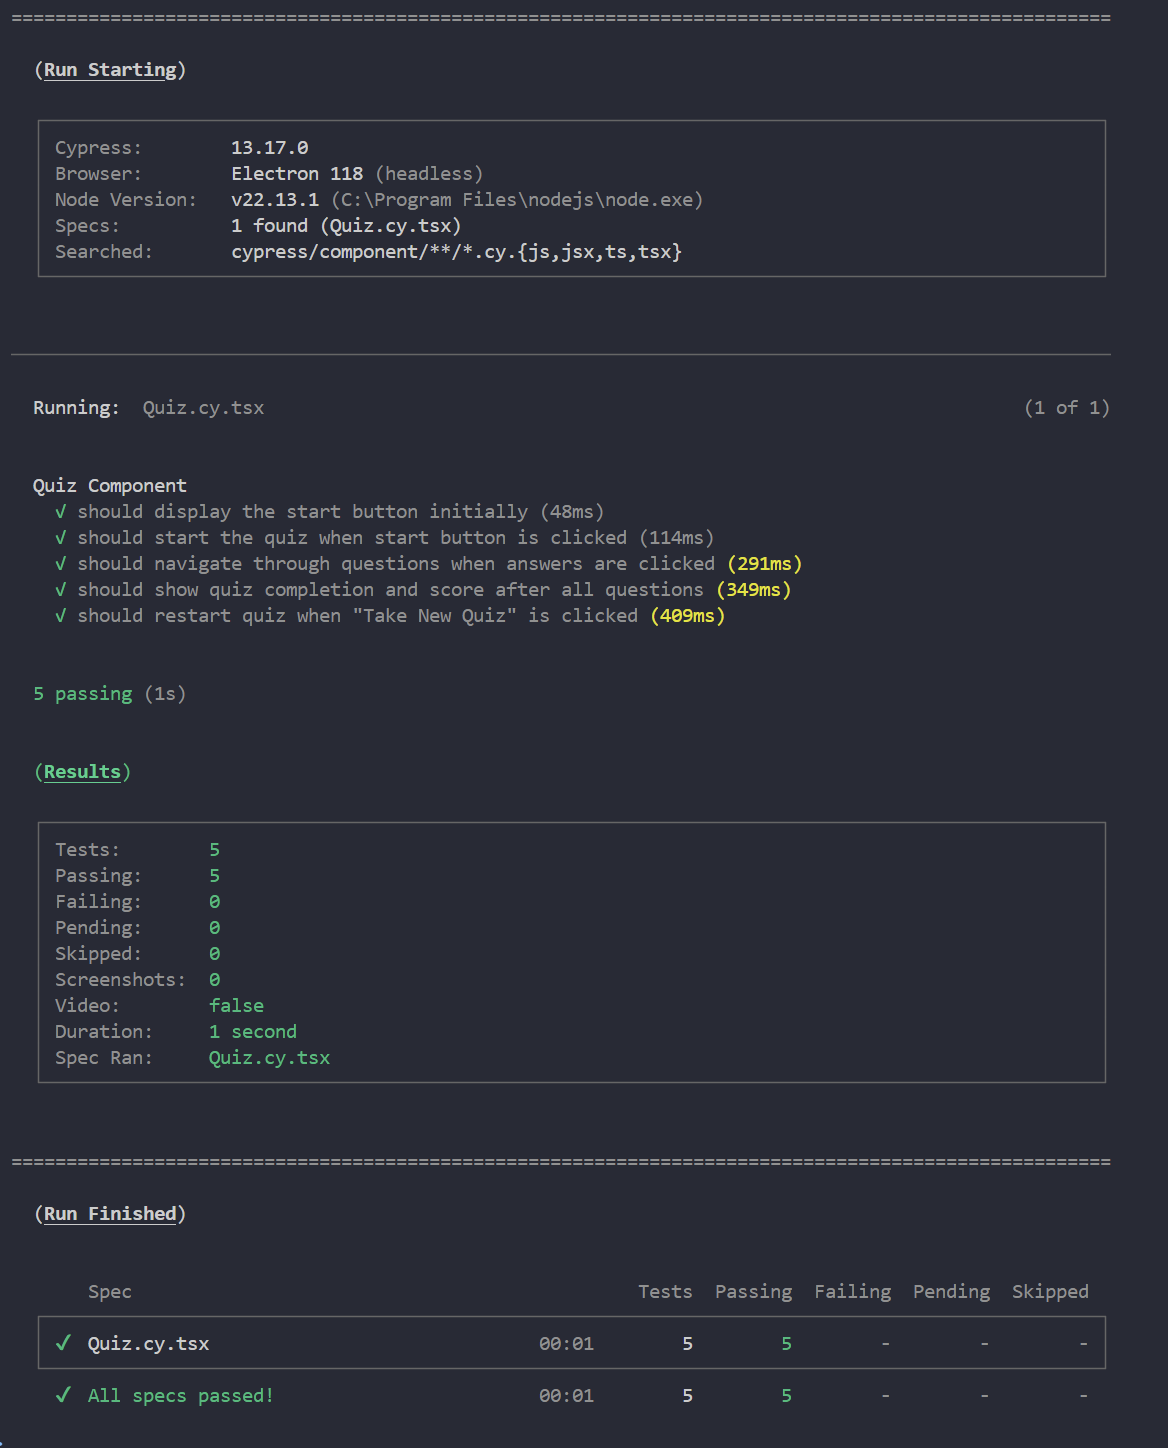 ====================================================================================================
(Run Starting)
Cypress: 13.17.0
Browser: Electron 118 (headless)
Node Version: v22.13.1 (C:\Program Files\nodejs\node.exe)
Specs: 1 found (Quiz.cy.tsx)
Searched: cypress/component/**/*.cy.{js,jsx,ts,tsx}
Running: Quiz.cy.tsx (1 of 1)
Quiz Component
√ should display the start button initially (48ms)
√ should start the quiz when start button is clicked (114ms)
√ should navigate through questions when answers are clicked (291ms)
√ should show quiz completion and score after all questions (349ms)
√ should restart quiz when "Take New Quiz" is clicked (409ms)
5 passing (1s)
(Results)
Tests: 5
Passing: 5
Failing: 0
Pending: 0
Skipped: 0
Screenshots: 0
Video: false
Duration: 1 second
Spec Ran: Quiz.cy.tsx
====================================================================================================
(Run Finished)
Spec Tests Passing Failing Pending Skipped
✓ Quiz.cy.tsx 00:01 5 5 - - -
✓ All specs passed! 00:01 5 5 - - -